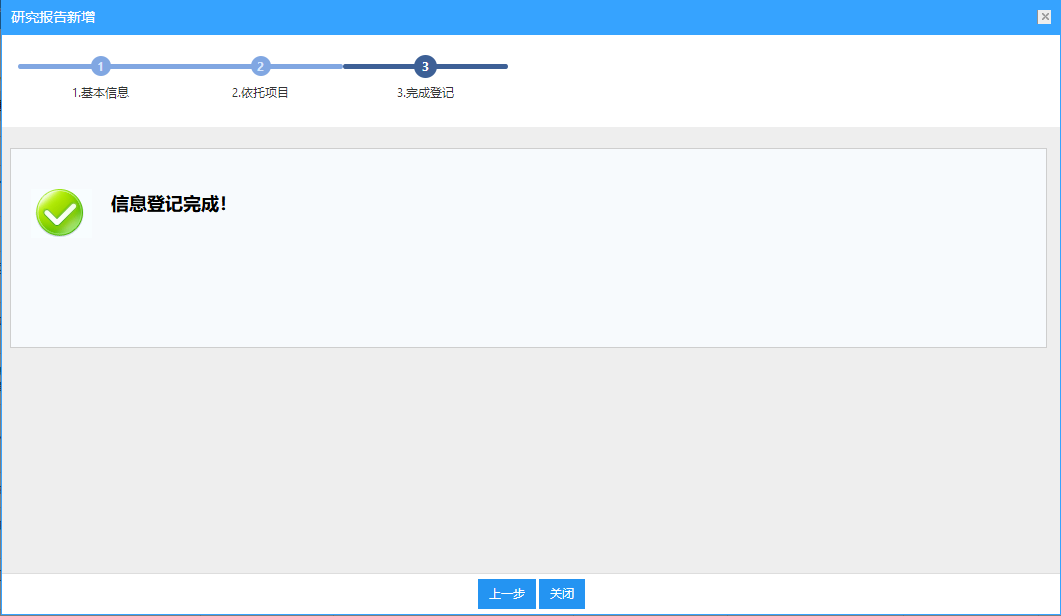 研究报告新增
1 2 3
1.基本信息 2.依托项目 3.完成登记
信息登记完成!
上一步 关闭